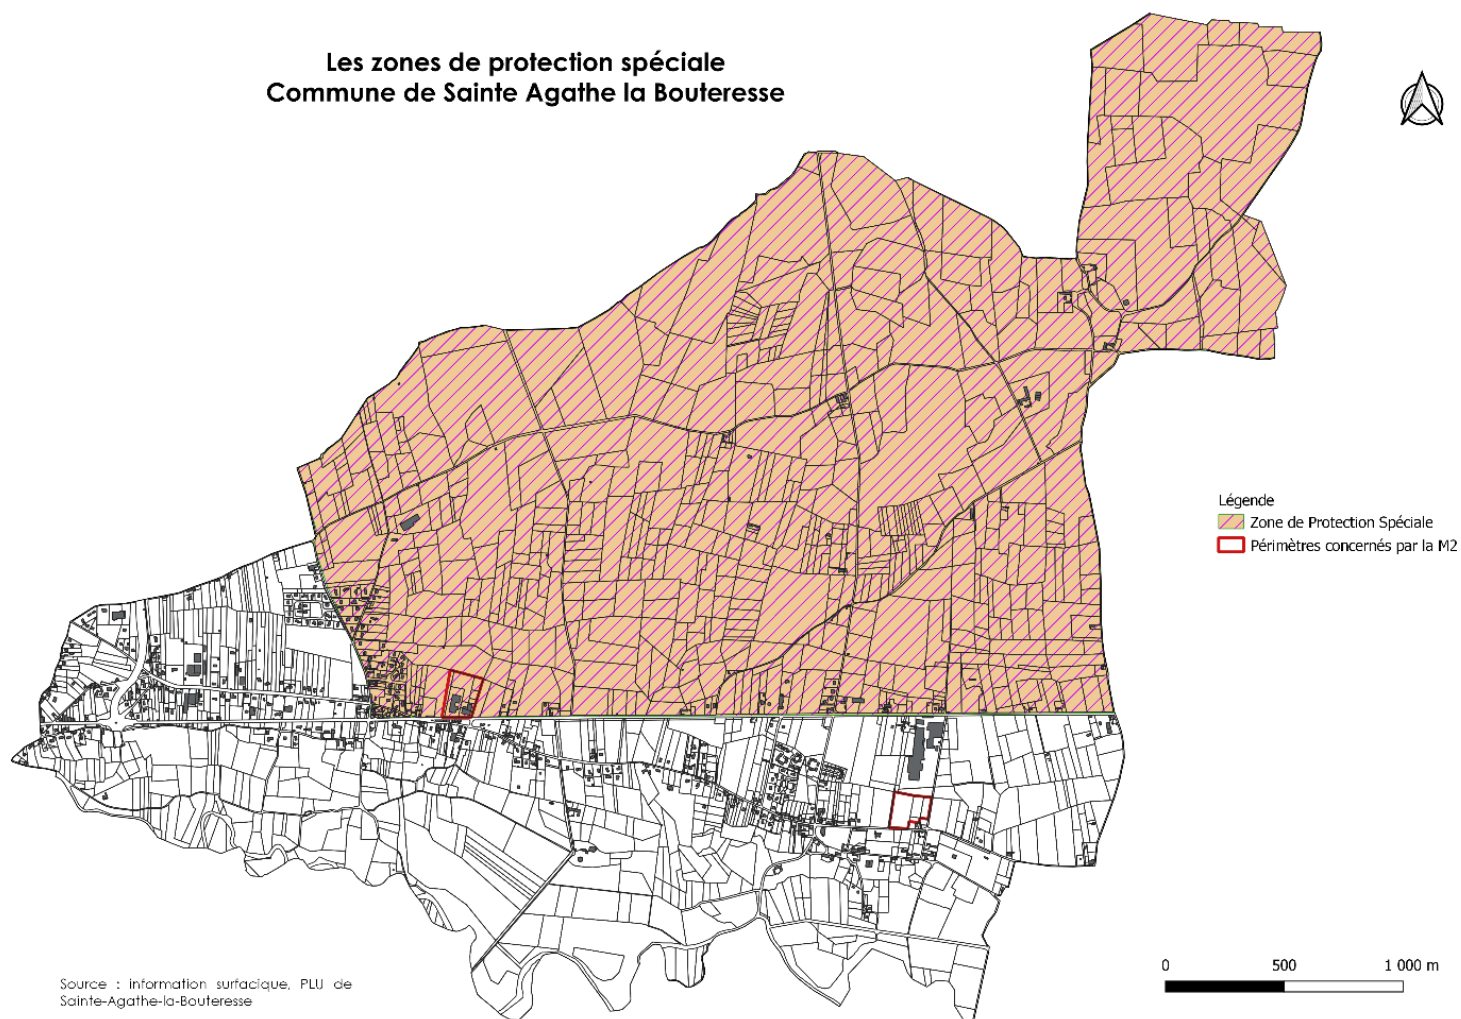 Les zones de protection spéciale
Commune de Sainte Agathe la Bouteresse
Légende
Zone de Protection Spéciale
Périmètres concernés par la M2
0 500 1 000 m
Source : information surfacique, PLU de
Sainte-Agathe-la-Bouteresse